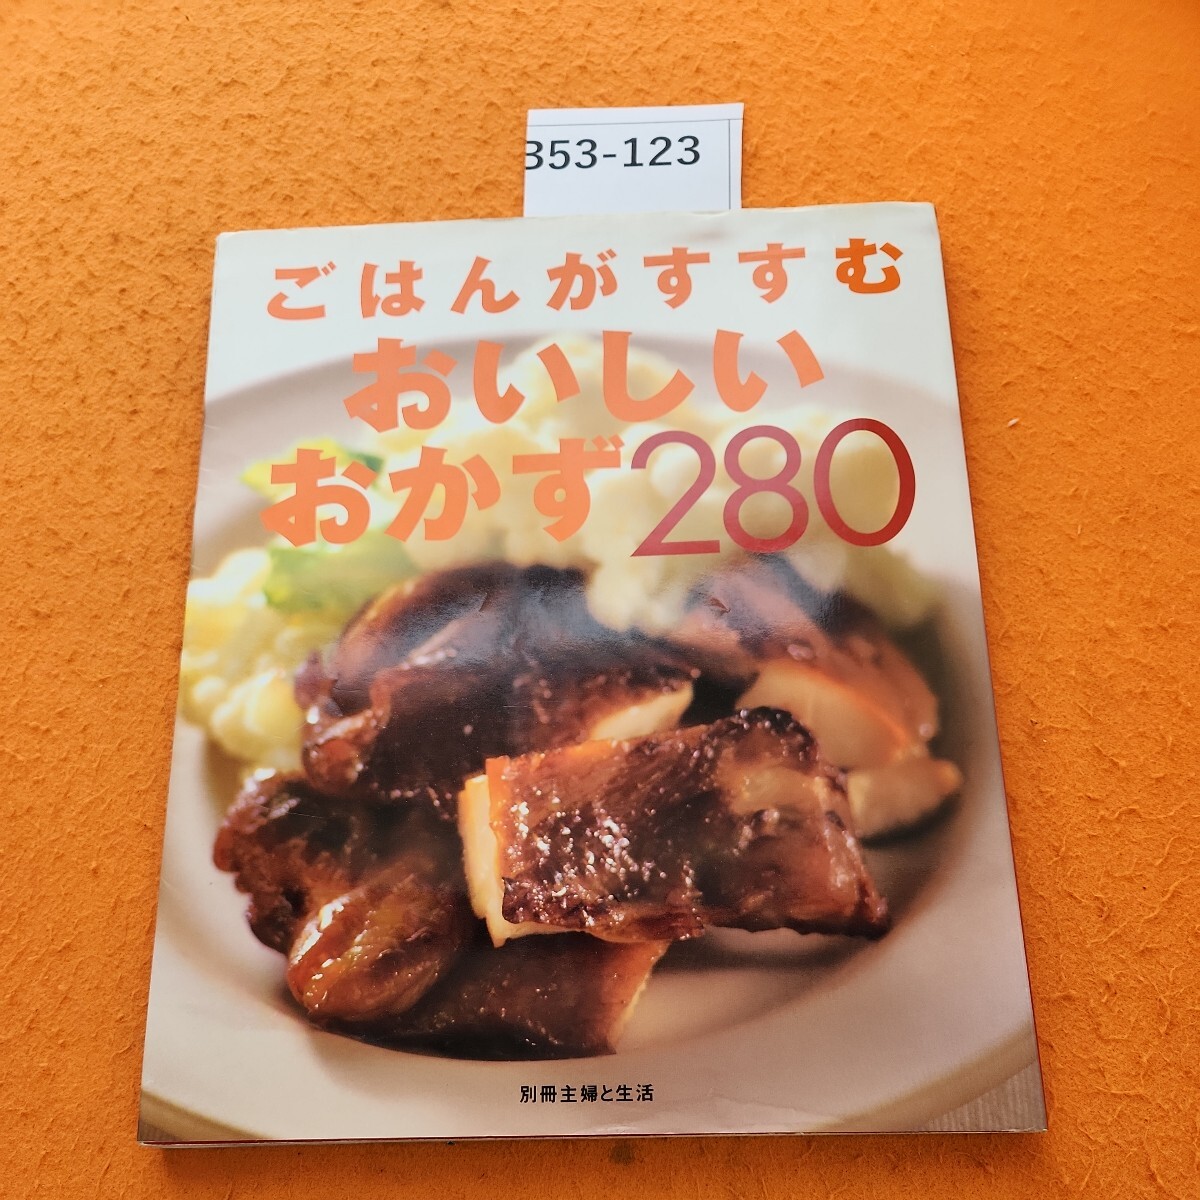 353-123
ごはんがすすむ
おいしい
おかず280
別冊主婦と生活